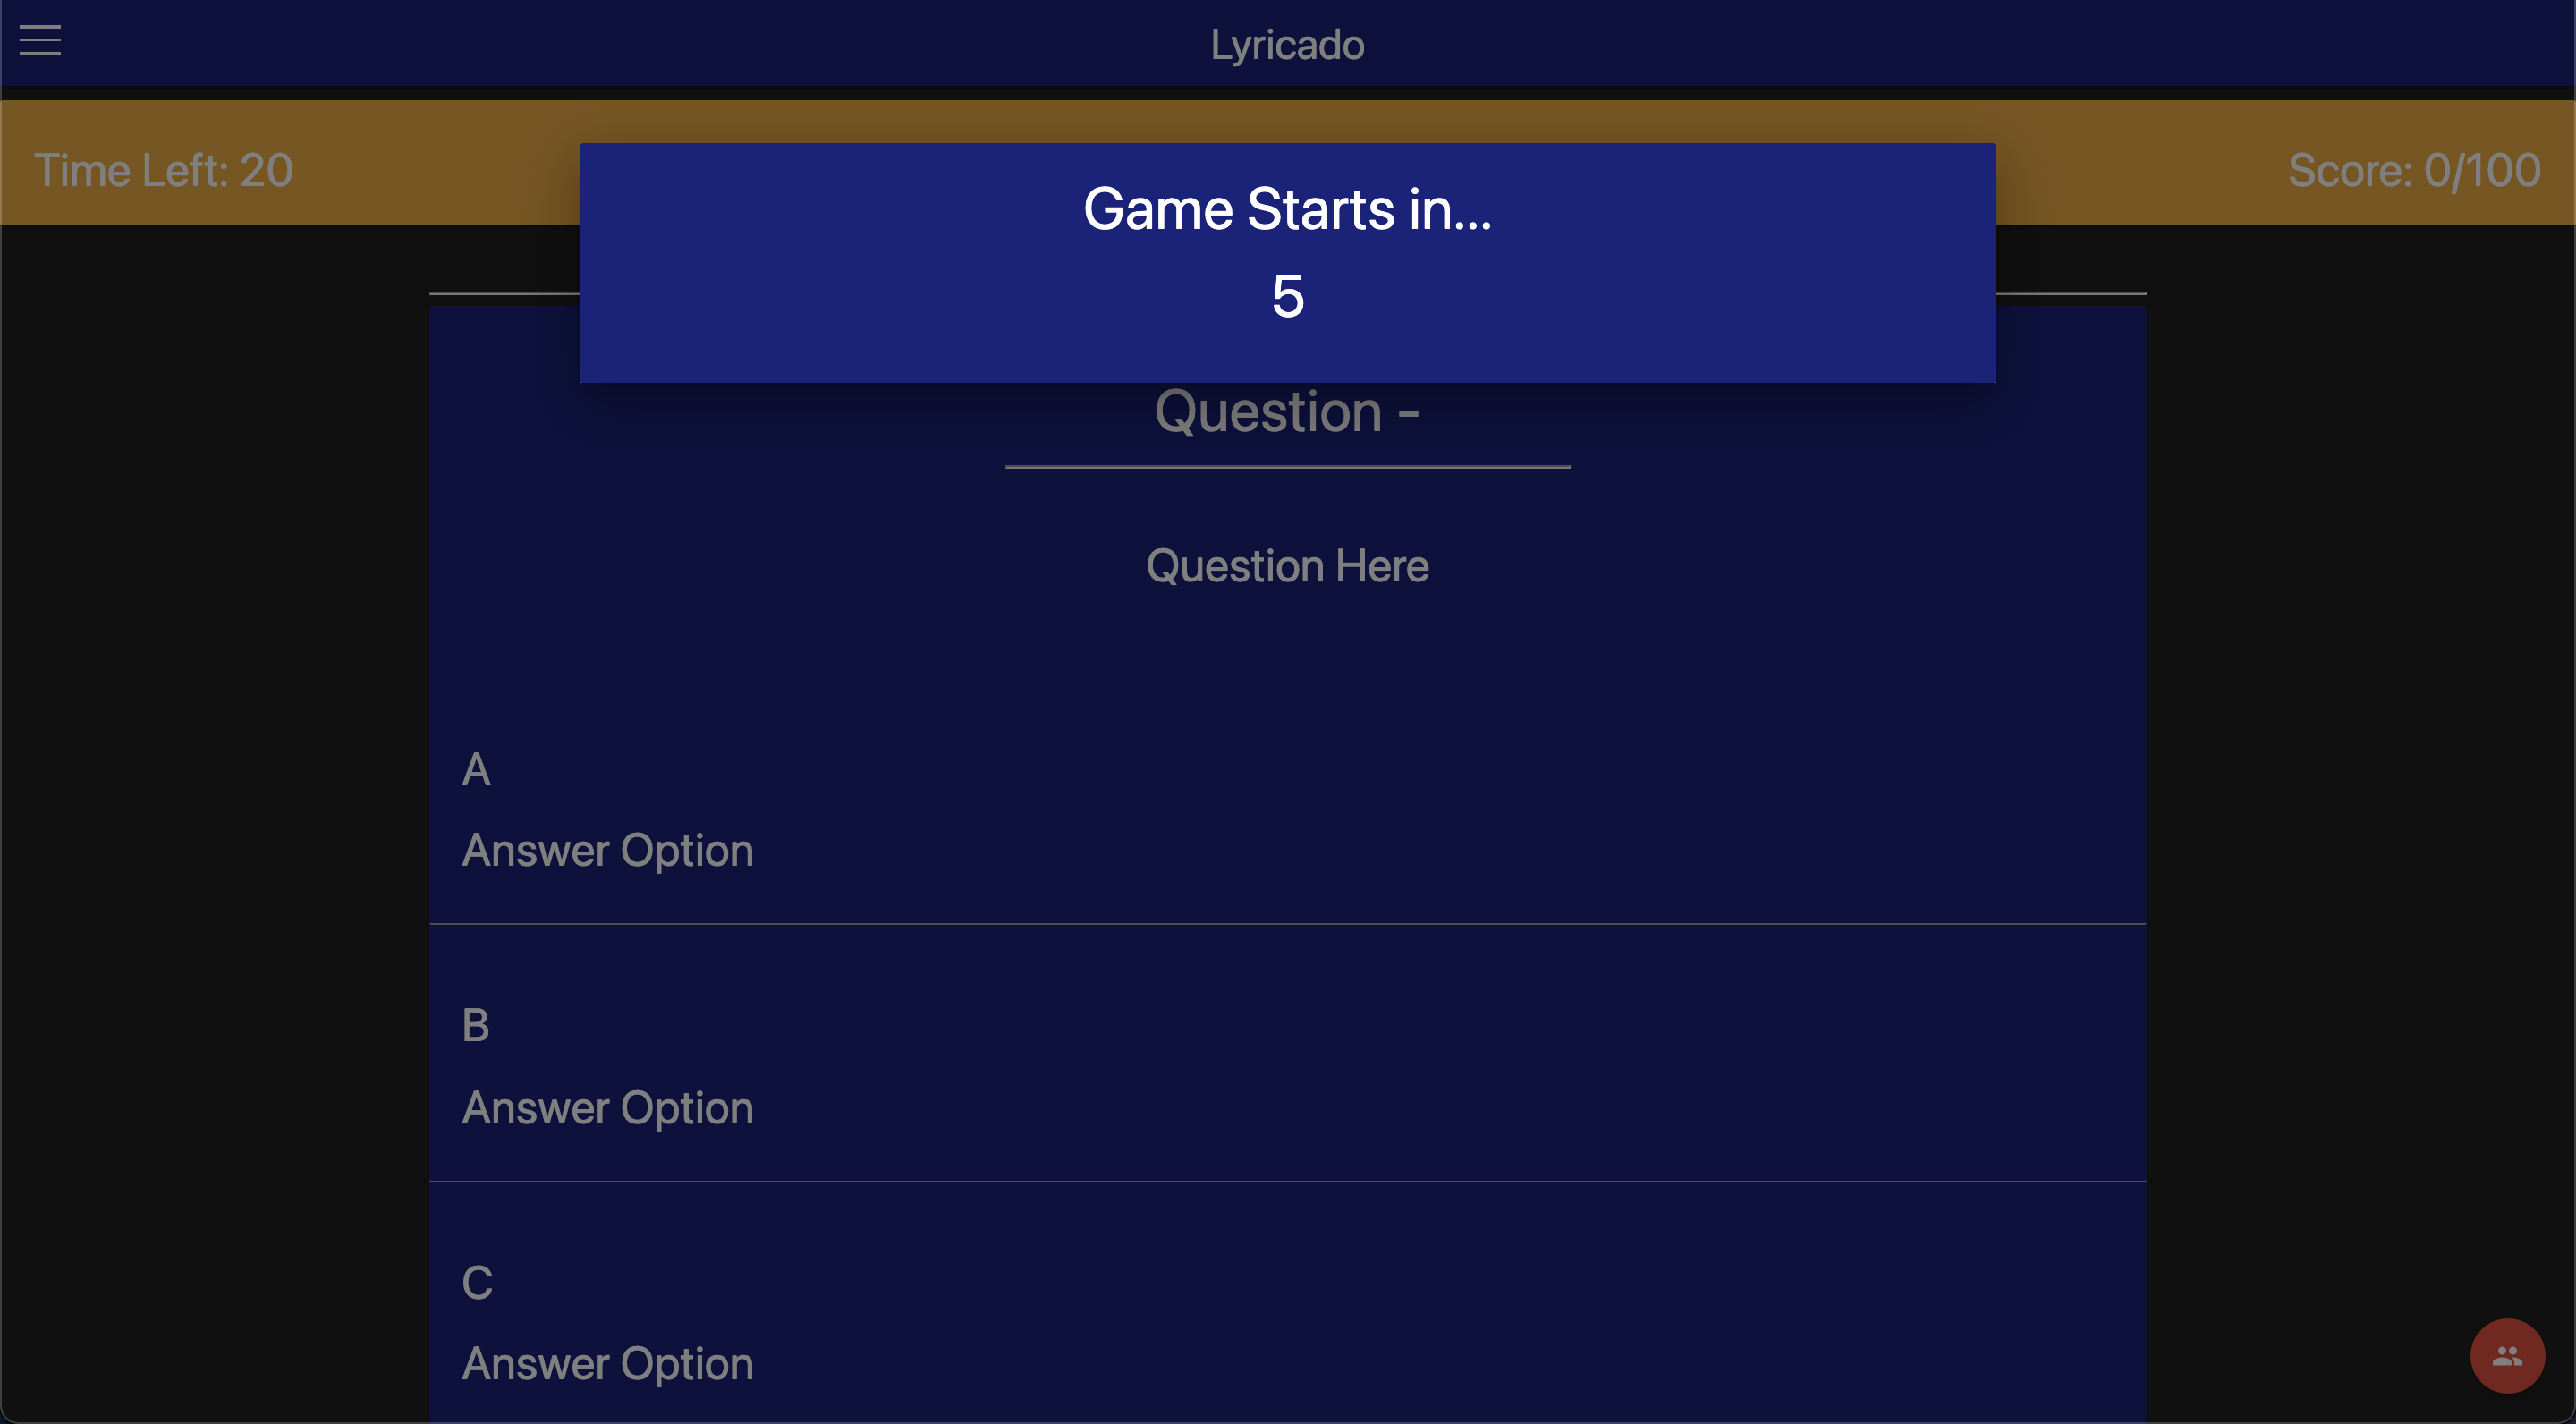 Lyricado
Time Left: 20
Score: 0/100
Game Starts in...
5
Question -
Question Here
A
Answer Option
B
Answer Option
C
Answer Option